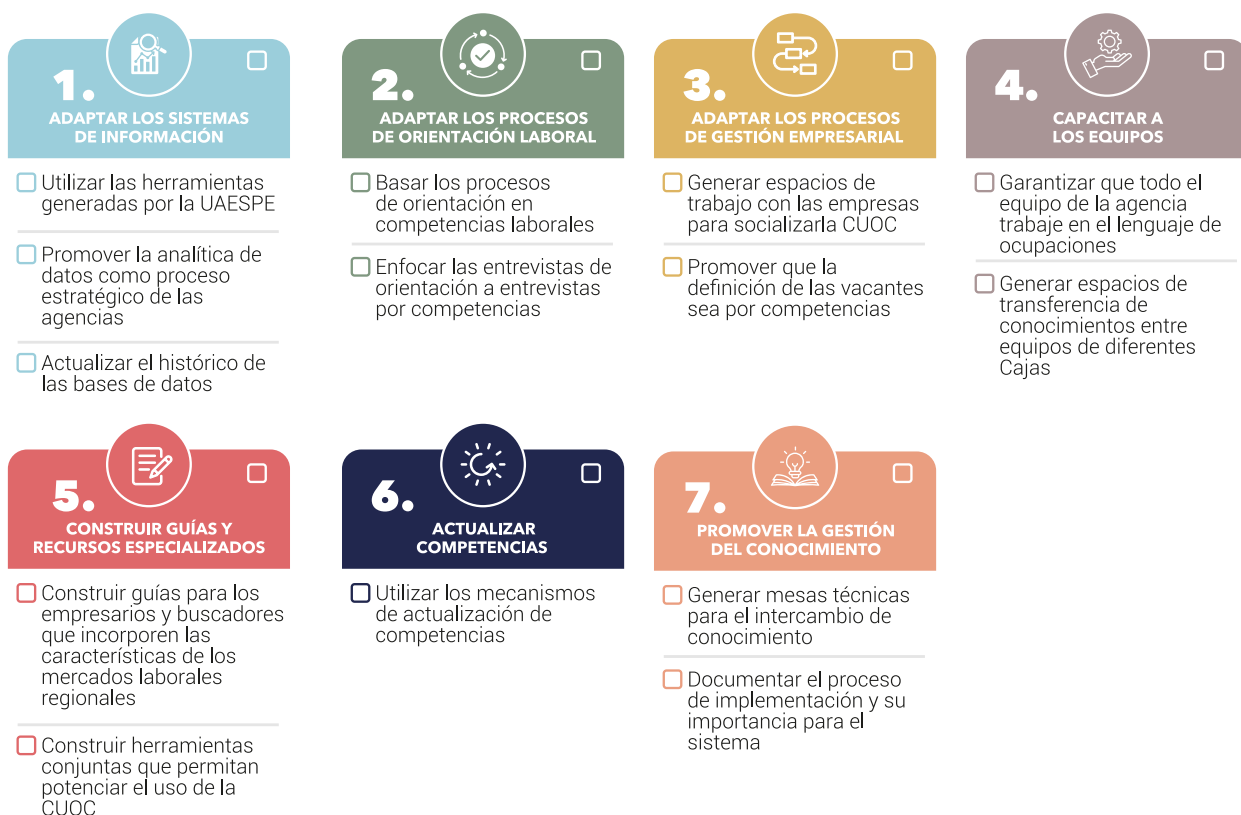 1.
ADAPTAR LOS SISTEMAS
DE INFORMACIÓN
Utilizar las herramientas
generadas por la UAESPE
Promover la analítica de
datos como proceso
estratégico de las
agencias
Actualizar el histórico de
las bases de datos
2.
ADAPTAR LOS PROCESOS
DE ORIENTACIÓN LABORAL
Basar los procesos
de orientación en
competencias laborales
Enfocar las entrevistas de
orientación a entrevistas
por competencias
3.
ADAPTAR LOS PROCESOS
DE GESTIÓN EMPRESARIAL
Generar espacios de
trabajo con las empresas
para socializarla CUOC
Promover que la
definición de las vacantes
sea por competencias
4.
CAPACITAR A
LOS EQUIPOS
Garantizar que todo el
equipo de la agencia
trabaje en el lenguaje de
ocupaciones
Generar espacios de
transferencia de
conocimientos entre
equipos de diferentes
Cajas
5.
CONSTRUIR GUÍAS Y
RECURSOS ESPECIALIZADOS
Construir guías para los
empresarios y buscadores
que incorporen las
características de los
mercados laborales
regionales
Construir herramientas
conjuntas que permitan
potenciar el uso de la
CUOC
6.
ACTUALIZAR
COMPETENCIAS
Utilizar los mecanismos
de actualización de
competencias
7.
PROMOVER LA GESTIÓN
DEL CONOCIMIENTO
Generar mesas técnicas
para el intercambio de
conocimiento
Documentar el proceso
de implementación y su
importancia para el
sistema